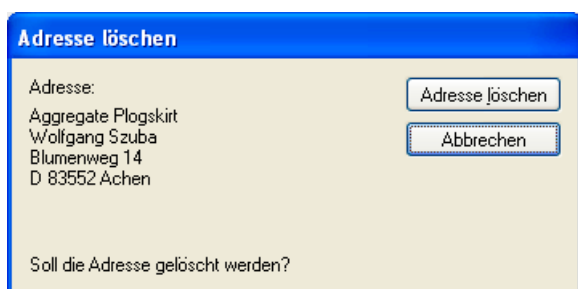 Adresse löschen
Adresse:
Adresse löschen
Aggregate Plogskirt
Wolfgang Szuba
Abbrechen
Blumenweg 14
D 83552 Achen
Soll die Adresse gelöscht werden?